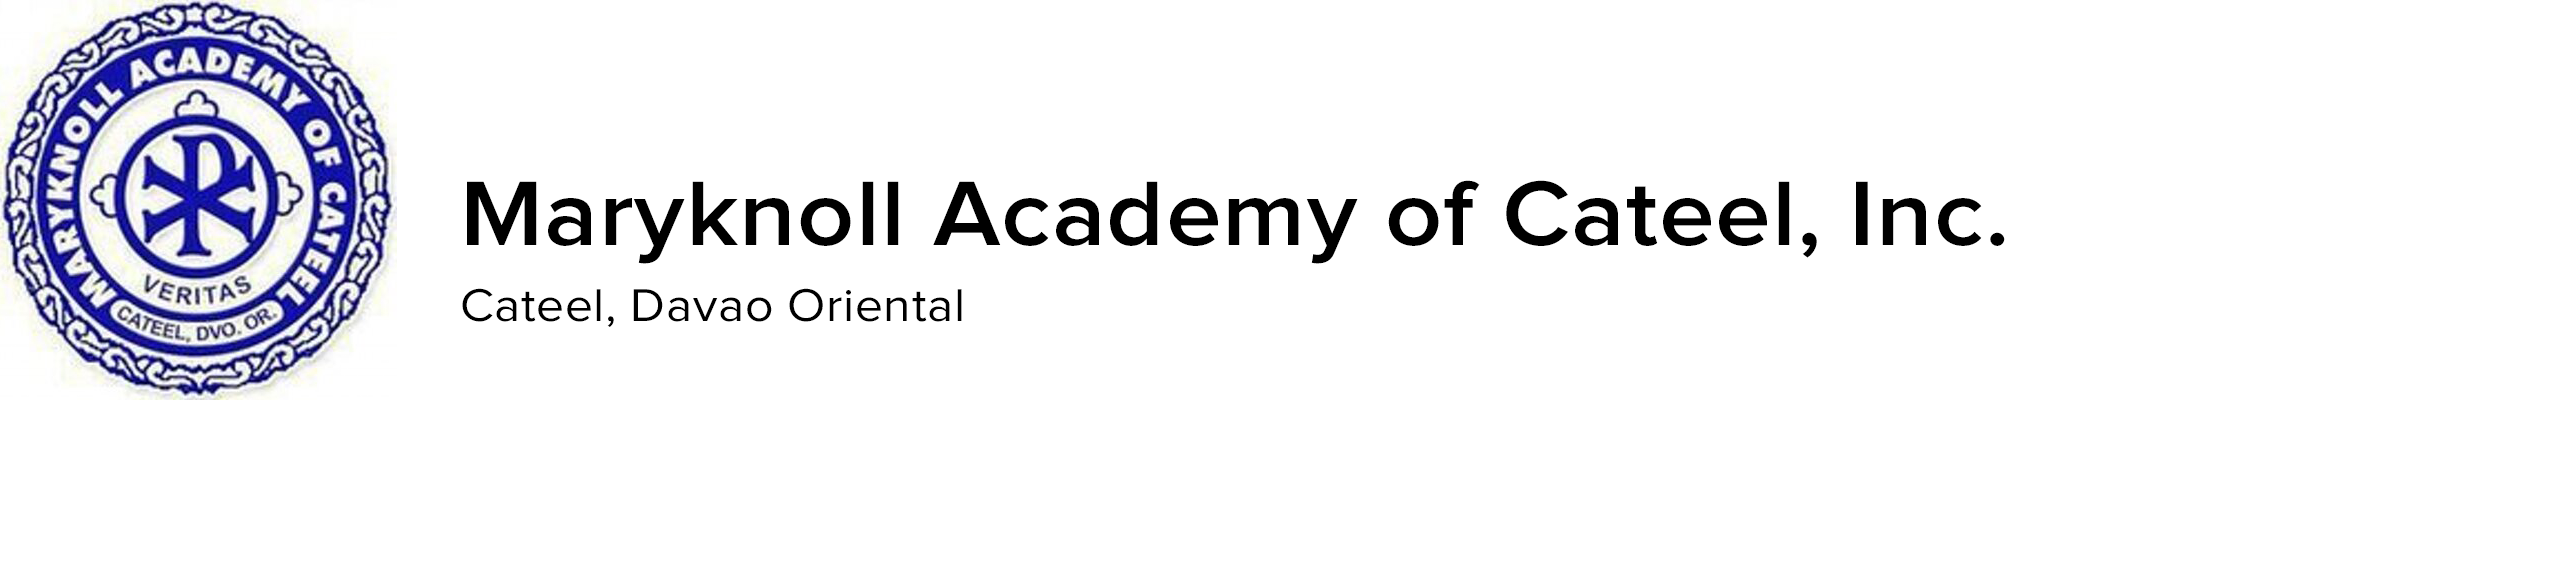 MARYKNOLL ACADEMY OF CATEEL
VERITAS
CATEEL, DVO. OR.
Maryknoll Academy of Cateel, Inc.
Cateel, Davao Oriental